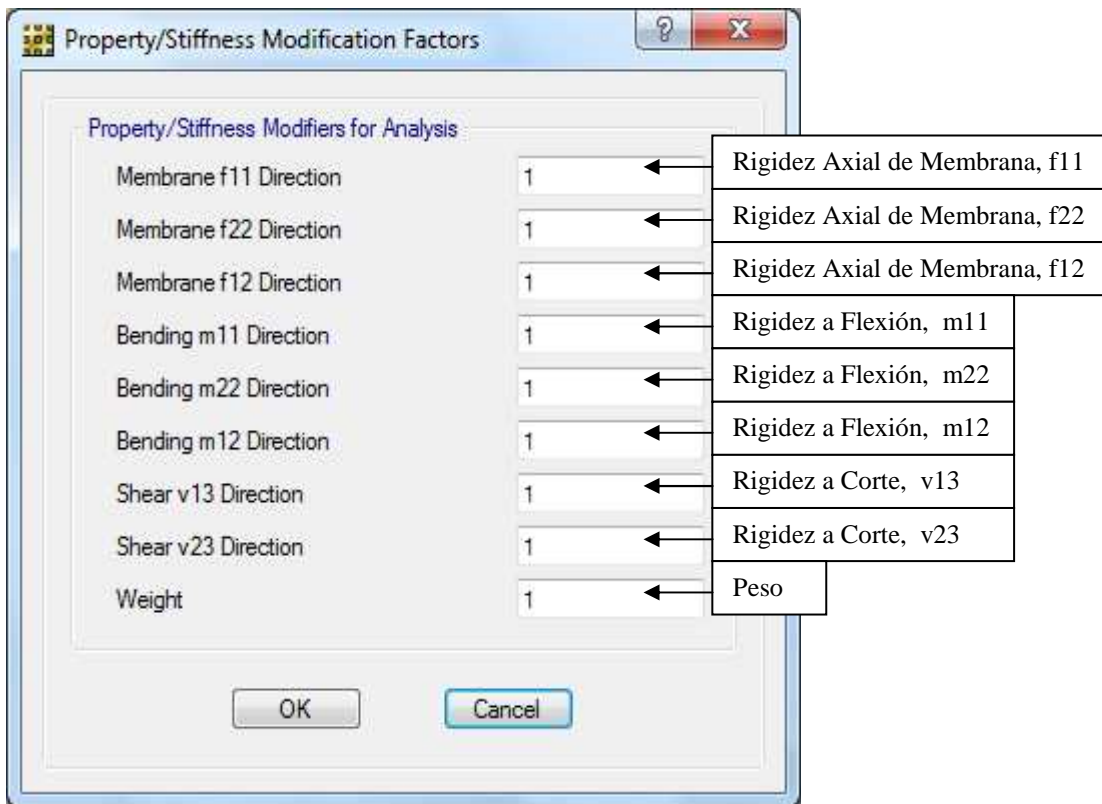 Property/Stiffness Modification Factors
Property/Stiffness Modifiers for Analysis
Membrane f11 Direction 1 Rigidez Axial de Membrana, f11
Membrane f22 Direction 1 Rigidez Axial de Membrana, f22
Membrane f12 Direction 1 Rigidez Axial de Membrana, f12
Bending m11 Direction 1 Rigidez a Flexión, m11
Bending m22 Direction 1 Rigidez a Flexión, m22
Bending m12 Direction 1 Rigidez a Flexión, m12
Shear v13 Direction 1 Rigidez a Corte, v13
Shear v23 Direction 1 Rigidez a Corte, v23
Weight 1 Peso
OK Cancel